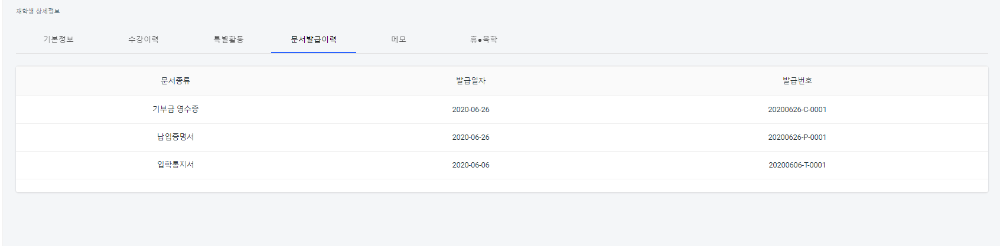 재학생 상세정보
기본정보 수강이력 특별활동 문서발급이력 메모 휴●복학
문서종류 발급일자 발급번호
기부금 영수증 2020-06-26 20200626-C-0001
납입증명서 2020-06-26 20200626-P-0001
입학통지서 2020-06-06 20200606-T-0001